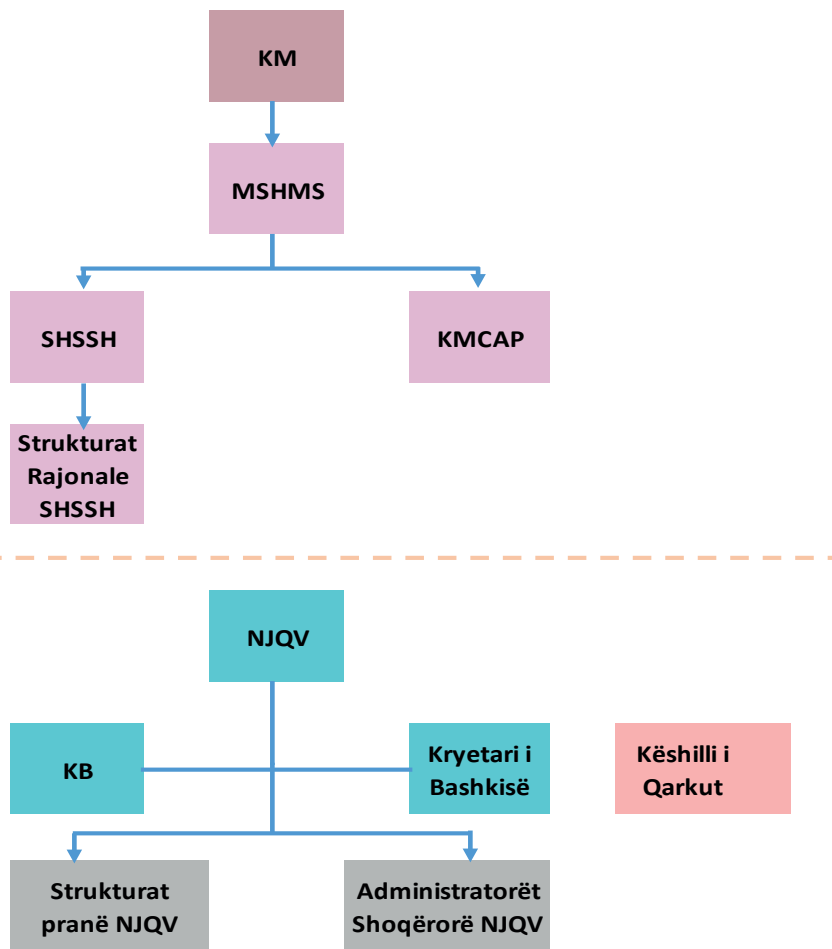 KM
MSHMS
SHSSH
KMCAP
Strukturat
Rajonale
SHSSH
NJQV
KB
Kryetari i
Bashkisë
Këshilli i
Qarkut
Strukturat
pranë NJQV
Administratorët
Shoqërorë NJQV